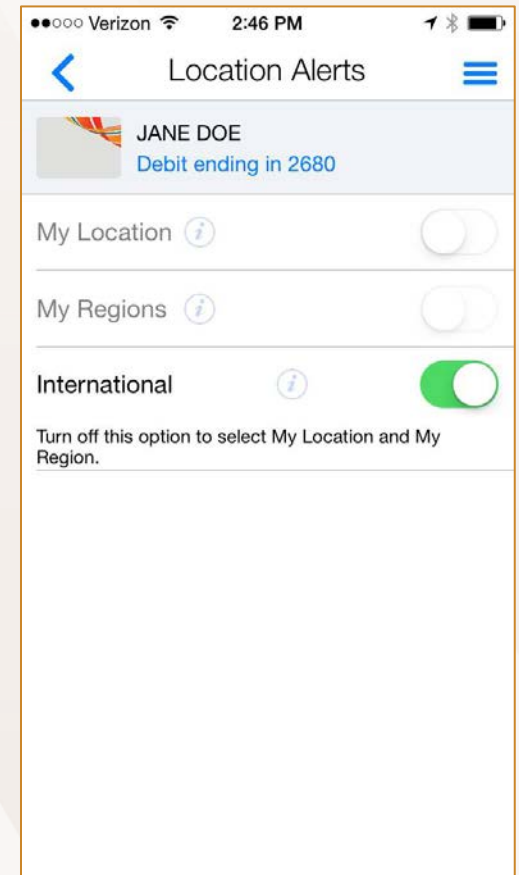 Verizon 2:46 PM
Location Alerts
JANE DOE
Debit ending in 2680
My Location i
My Regions i
International i
Turn off this option to select My Location and My
Region.